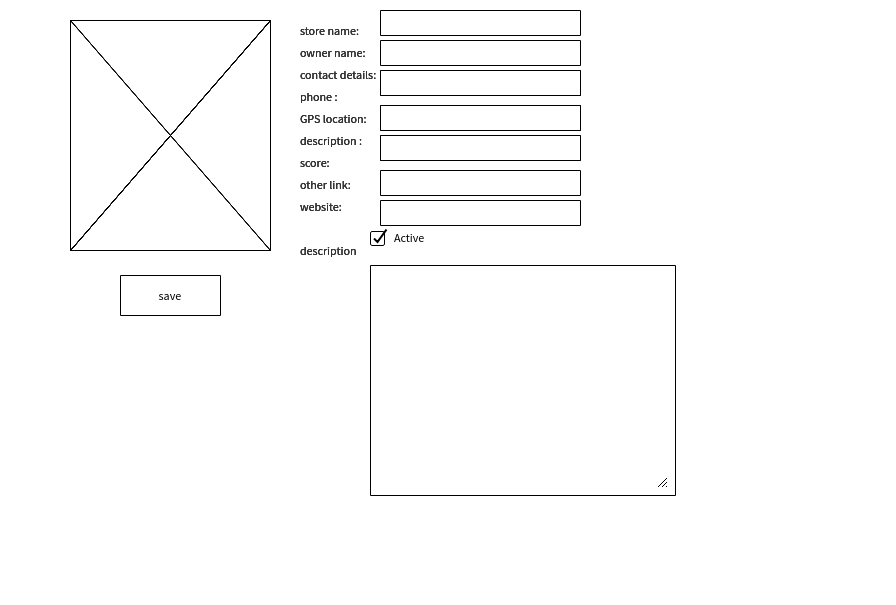 store name:
owner name:
contact details:
phone :
GPS location:
description :
score:
other link:
website:
Active
description
save